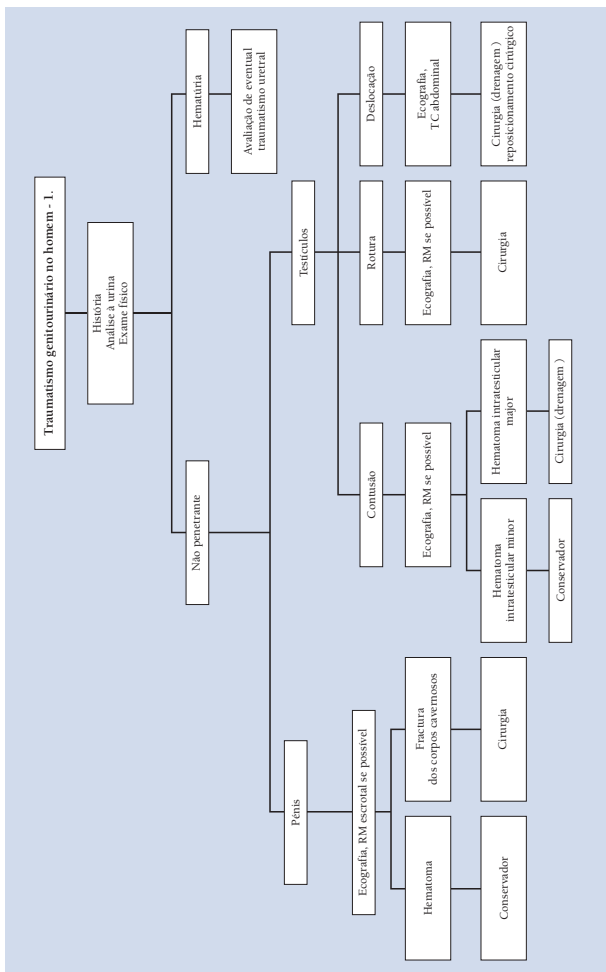 Traumatismo genitourinário no homem - 1.
História
Análise à urina
Exame físico
Não penetrante
Hematúria
Avaliação de eventual
traumatismo uretral
Pénis
Testículos
Ecografia, RM escrotal se possível
Hematoma
Fractura
dos corpos cavernosos
Conservador
Cirurgia
Contusão
Rotura
Deslocação
Ecografia, RM se possível
Ecografia, RM se possível
Ecografia,
TC abdominal
Hematoma
intratesticular minor
Hematoma intratesticular
major
Cirurgia
Cirurgia (drenagem )
reposicionamento cirúrgico
Conservador
Cirurgia (drenagem )